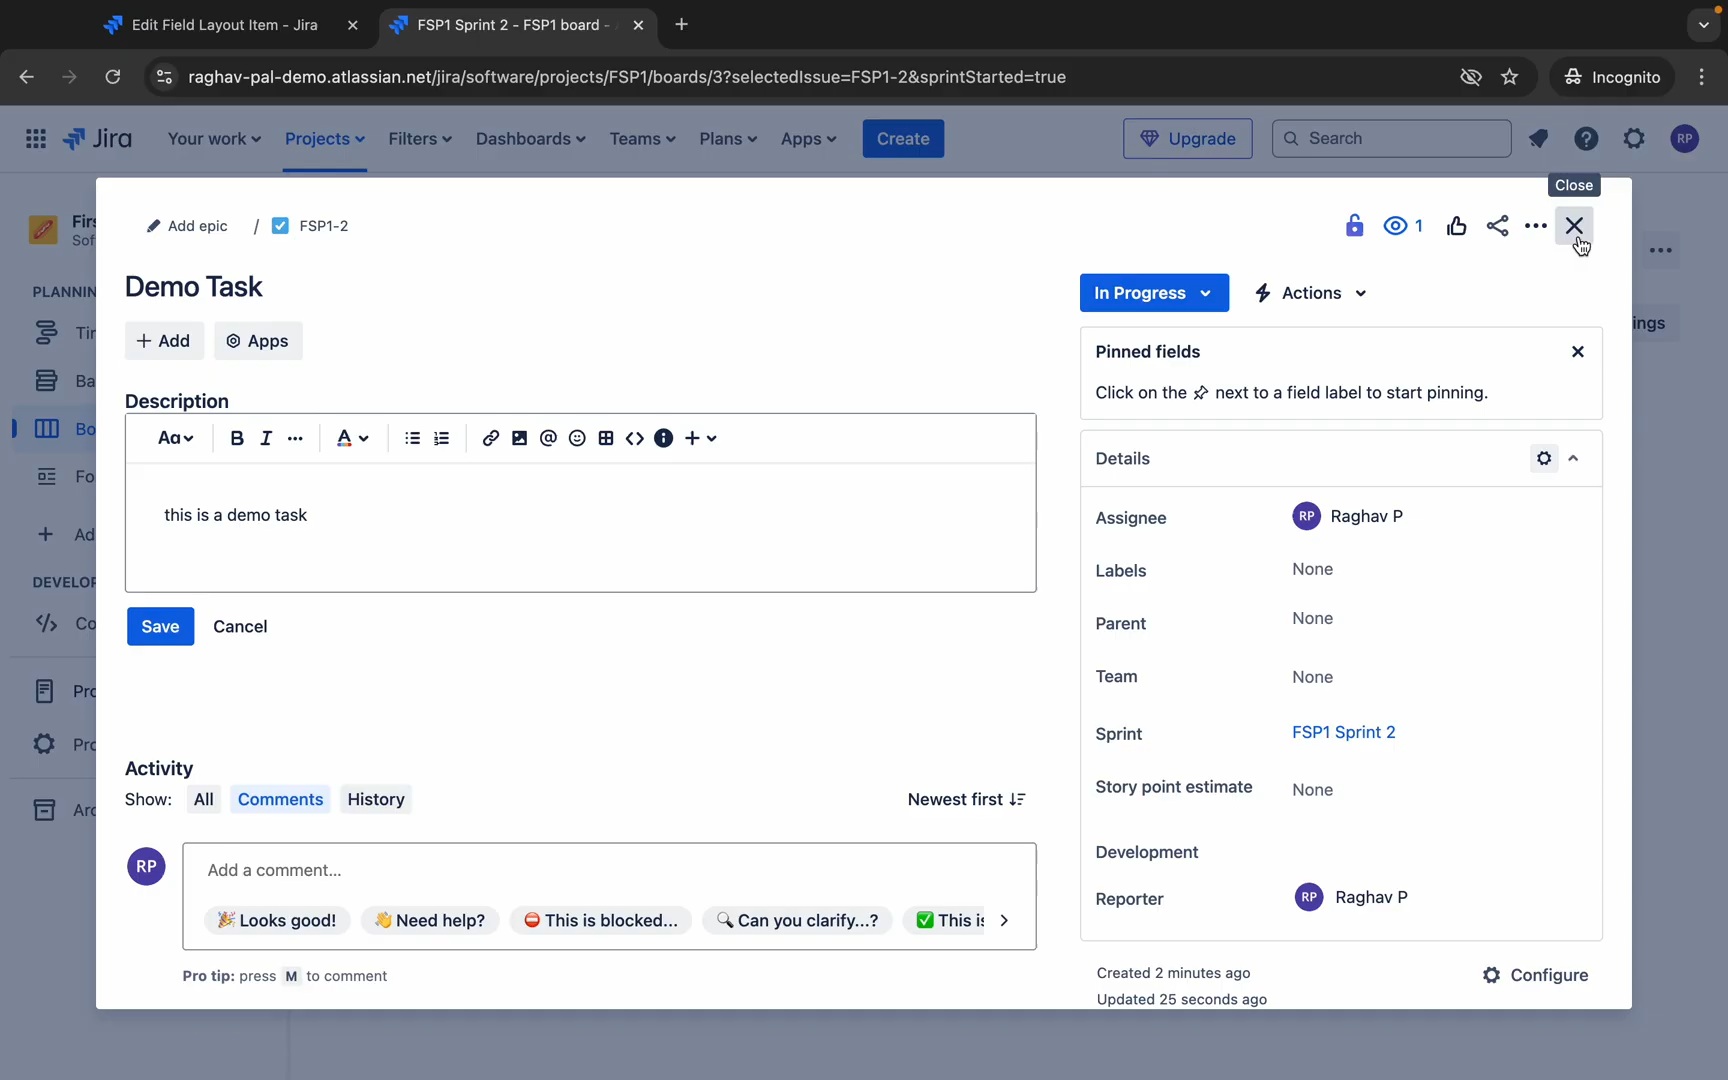 Edit Field Layout Item - Jira
FSP1 Sprint 2 - FSP1 board -
raghav-pal-demo.atlassian.net/jira/software/projects/FSP1/boards/3?selectedIssue=FSP1-2&sprintStarted=true
Incognito
Jira
Your work
Projects
Filters
Dashboards
Teams
Plans
Apps
Create
Upgrade
Search
RP
Close
Add epic / FSP1-2
1
Demo Task
In Progress
Actions
+ Add
Apps
Pinned fields
Click on the next to a field label to start pinning.
Description
Aa
B I ... A
this is a demo task
Save
Cancel
Details
Assignee
RP Raghav P
Labels
None
Parent
None
Team
None
Sprint
FSP1 Sprint 2
Story point estimate
None
Development
Reporter
RP Raghav P
Created 2 minutes ago
Updated 25 seconds ago
Configure
Activity
Show: All Comments History
Newest first
RP
Add a comment...
🎉 Looks good!
👋 Need help?
⛔ This is blocked...
🔍 Can you clarify...?
✅ This is
Pro tip: press M to comment
PLANNIN
DEVELOP